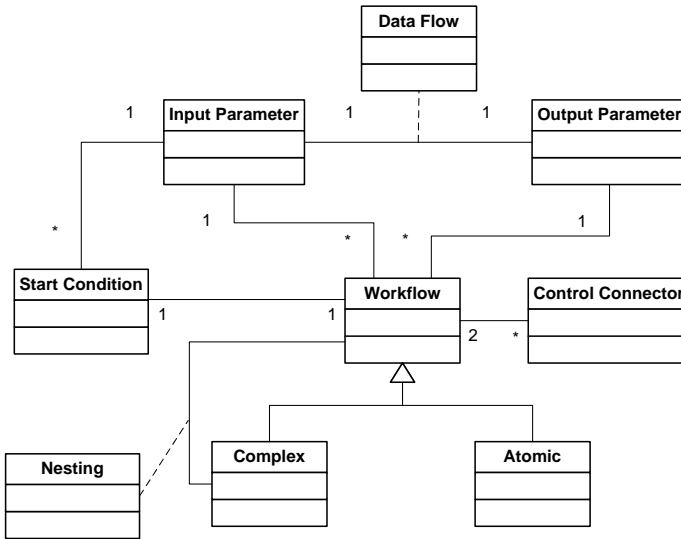 Data Flow
1
Input Parameter
1
1
Output Parameter
*
1
*
*
1
Start Condition
1
1
Workflow
2
*
Control Connector
Nesting
Complex
Atomic